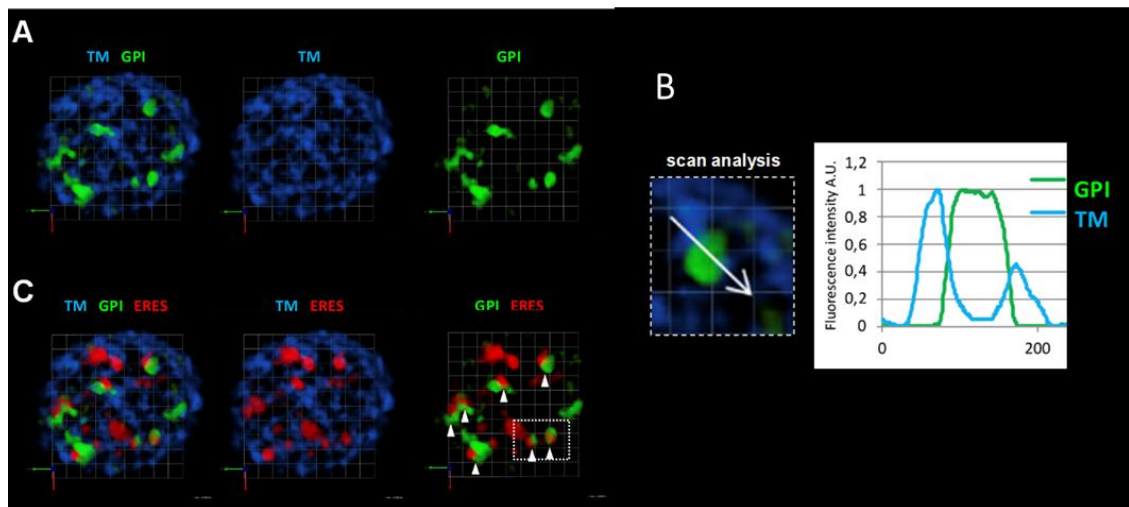 A
TM GPI
TM
GPI
B
scan analysis
Fluorescence intensity A.U.
1,2
1
0,8
0,6
0,4
0,2
0
0
200
GPI
TM
C
TM GPI ERES
TM ERES
GPI ERES